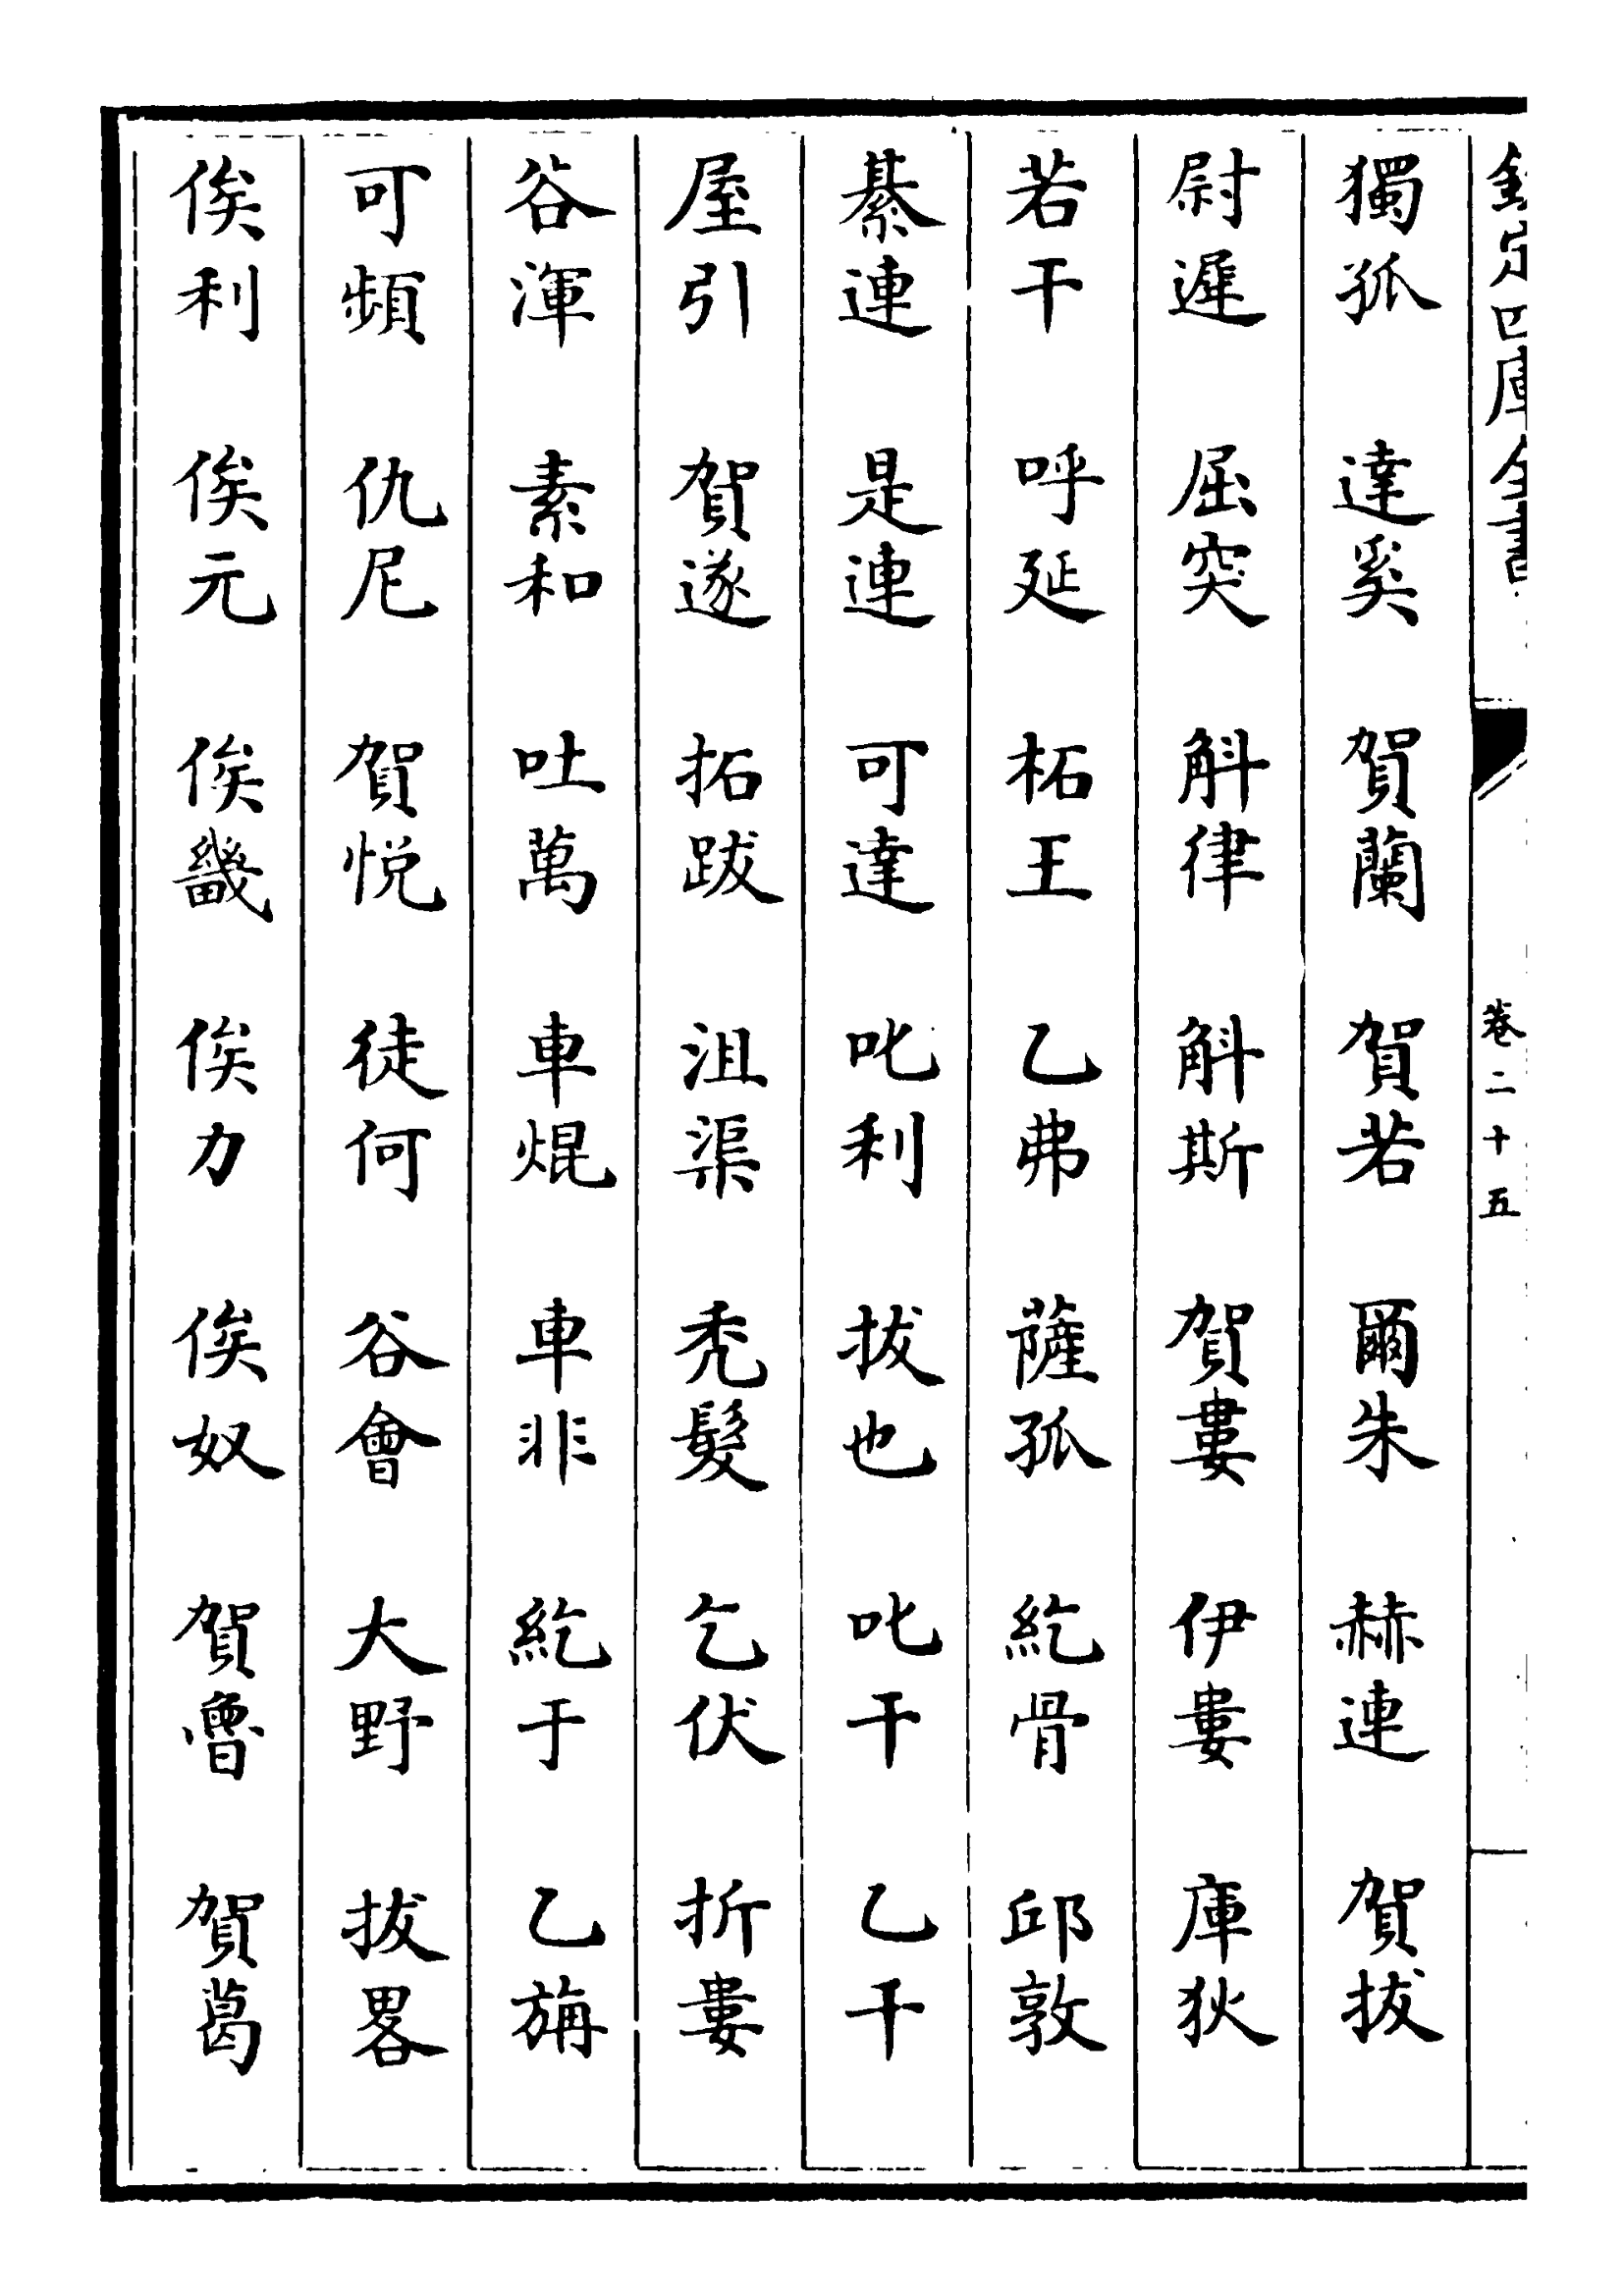 欽定四庫全書
卷二十五
獨孤 達奚 賀蘭 賀若 爾朱 赫連 賀拔
尉遲 屈突 斛律 斛斯 賀婁 伊婁 庫狄
若干 呼延 柘王 乙弗 薩孤 紇骨 邱敦
綦連 是連 可達 叱利 拔也 叱干 乙干
屋引 賀遂 拓跋 沮渠 禿髮 乞伏 折婁
谷渾 素和 吐萬 車焜 車非 紇于 乙旃
可頻 仇尼 賀悅 徒何 谷會 大野 拔畧
俟利 俟元 俟畿 俟力 俟奴 賀魯 賀葛